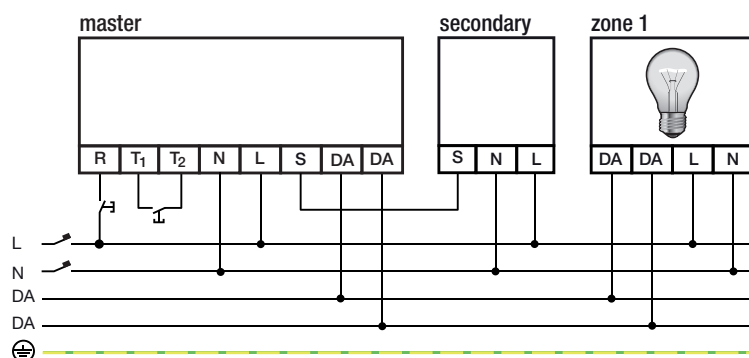 master secondary zone 1
R T1 T2 N L S DA DA S N L DA DA L N
L
N
DA
DA